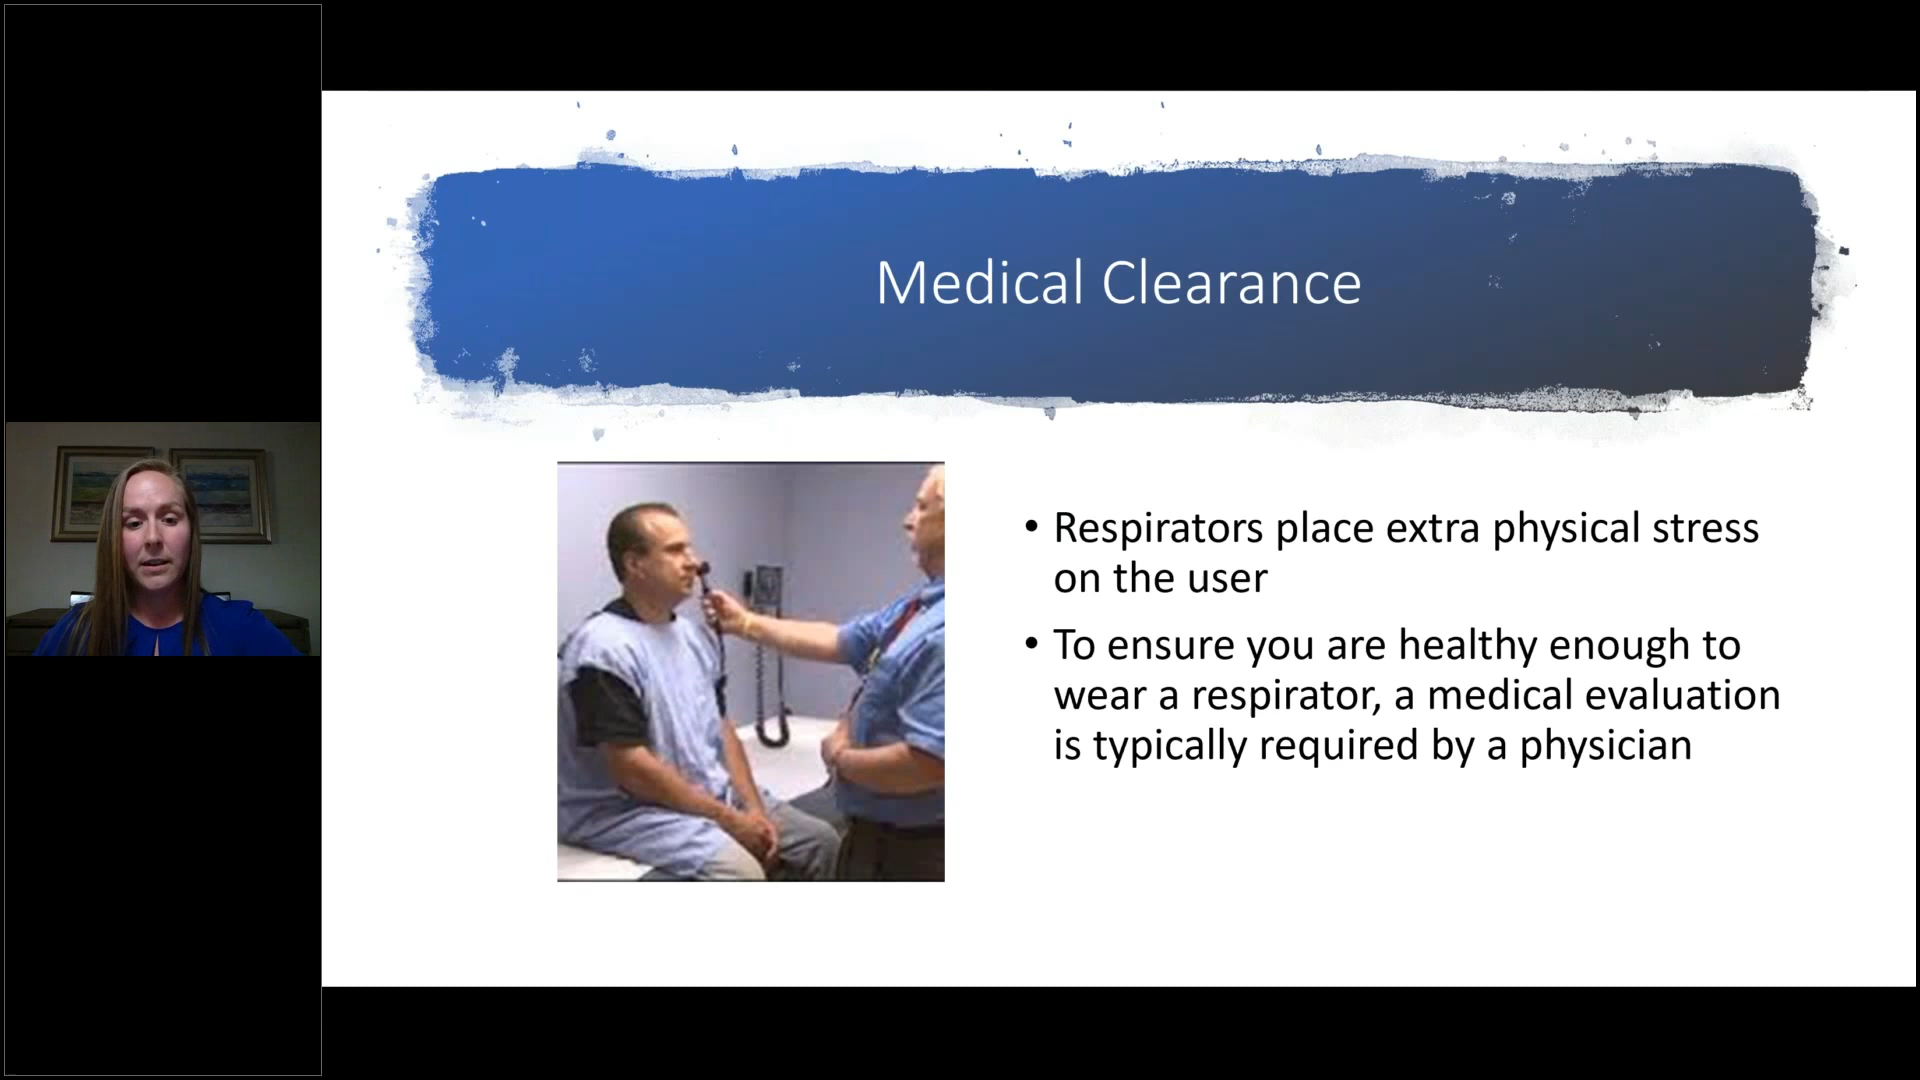 Medical Clearance
• Respirators place extra physical stress
on the user
• To ensure you are healthy enough to
wear a respirator, a medical evaluation
is typically required by a physician